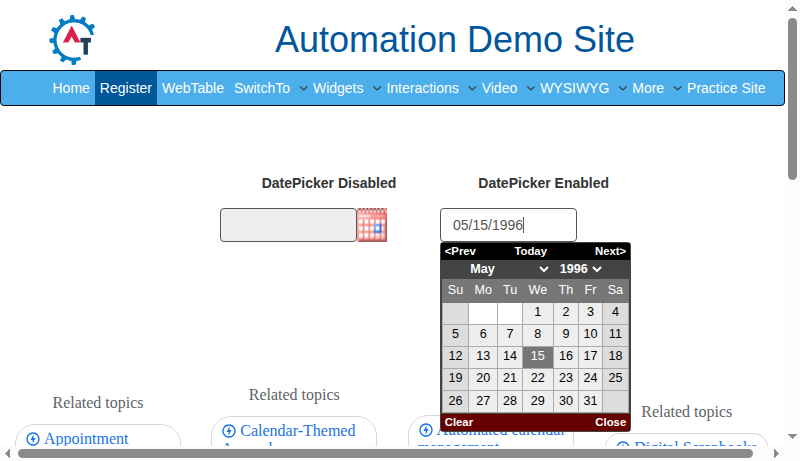 Automation Demo Site
Home Register WebTable SwitchTo Widgets Interactions Video WYSIWYG More Practice Site
DatePicker Disabled DatePicker Enabled
05/15/1996
<Prev Today Next>
May 1996
Su Mo Tu We Th Fr Sa
1 2 3 4
5 6 7 8 9 10 11
12 13 14 15 16 17 18
19 20 21 22 23 24 25
26 27 28 29 30 31
Clear Close
Related topics
Appointment
Related topics
Calendar-Themed
Automated calendar
Related topics
Digital Scrapbooks